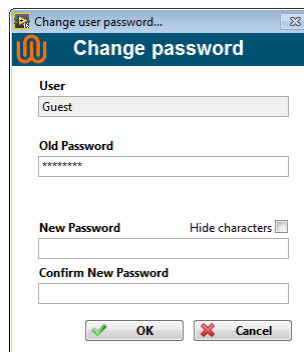 Change user password...
Change password
User
Guest
Old Password
********
New Password Hide characters
Confirm New Password
OK Cancel